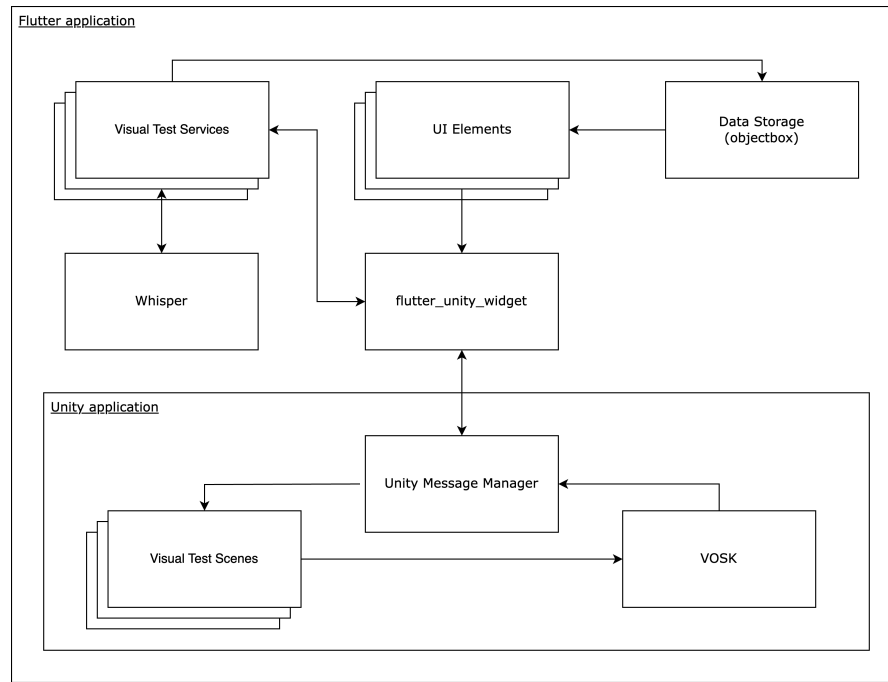 Flutter application
Visual Test Services
UI Elements
Data Storage
(objectbox)
Whisper
flutter_unity_widget
Unity application
Unity Message Manager
Visual Test Scenes
VOSK